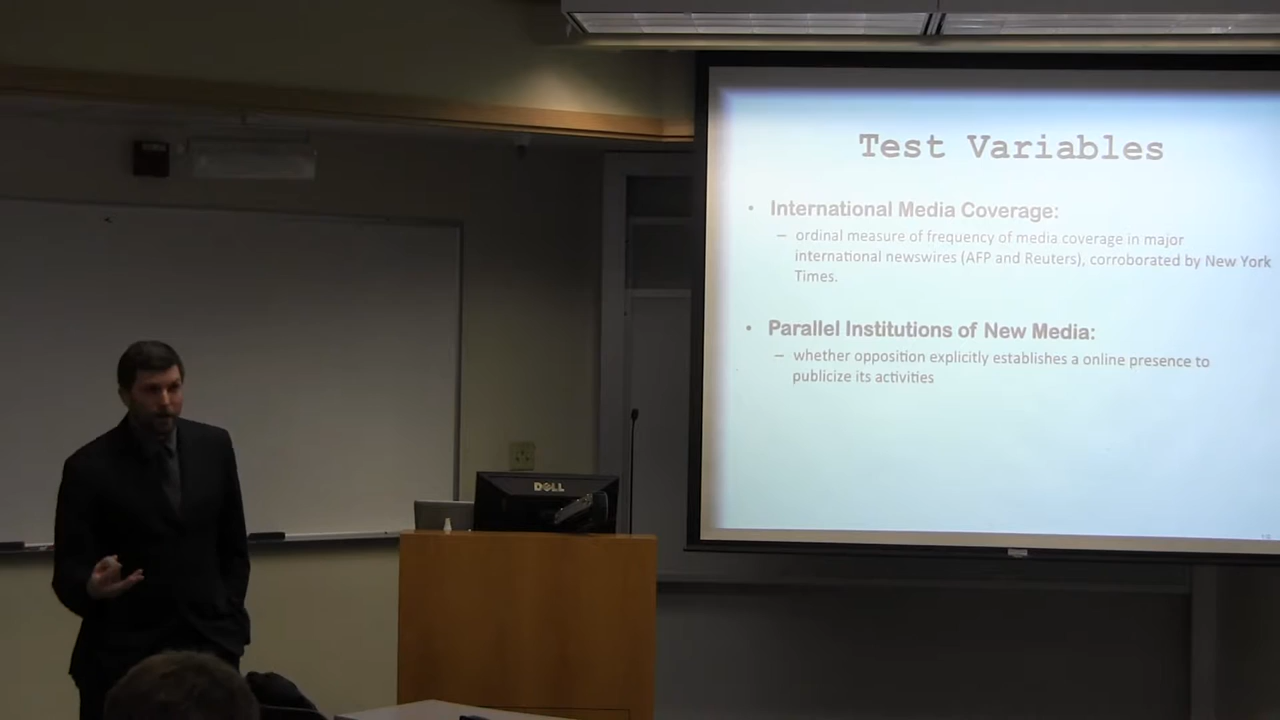 Test Variables
• International Media Coverage:
– ordinal measure of frequency of media coverage in major
international newswires (AFP and Reuters), corroborated by New York
Times.
• Parallel Institutions of New Media:
– whether opposition explicitly establishes a online presence to
publicize its activities
DELL